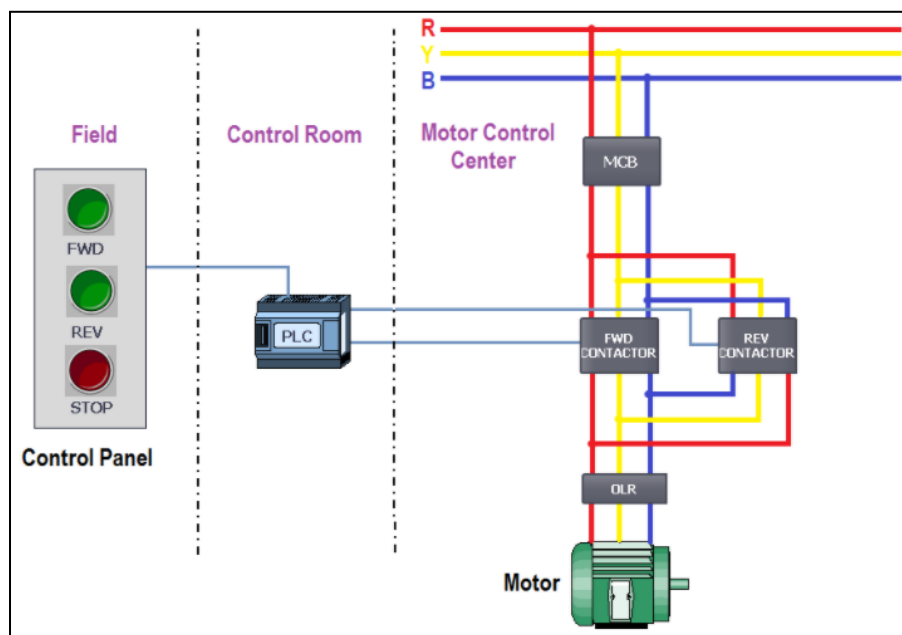 R
Y
B
Field
Control Room
Motor Control
Center
MCB
FWD
REV
PLC
FWD
CONTACTOR
REV
CONTACTOR
STOP
Control Panel
OLR
Motor